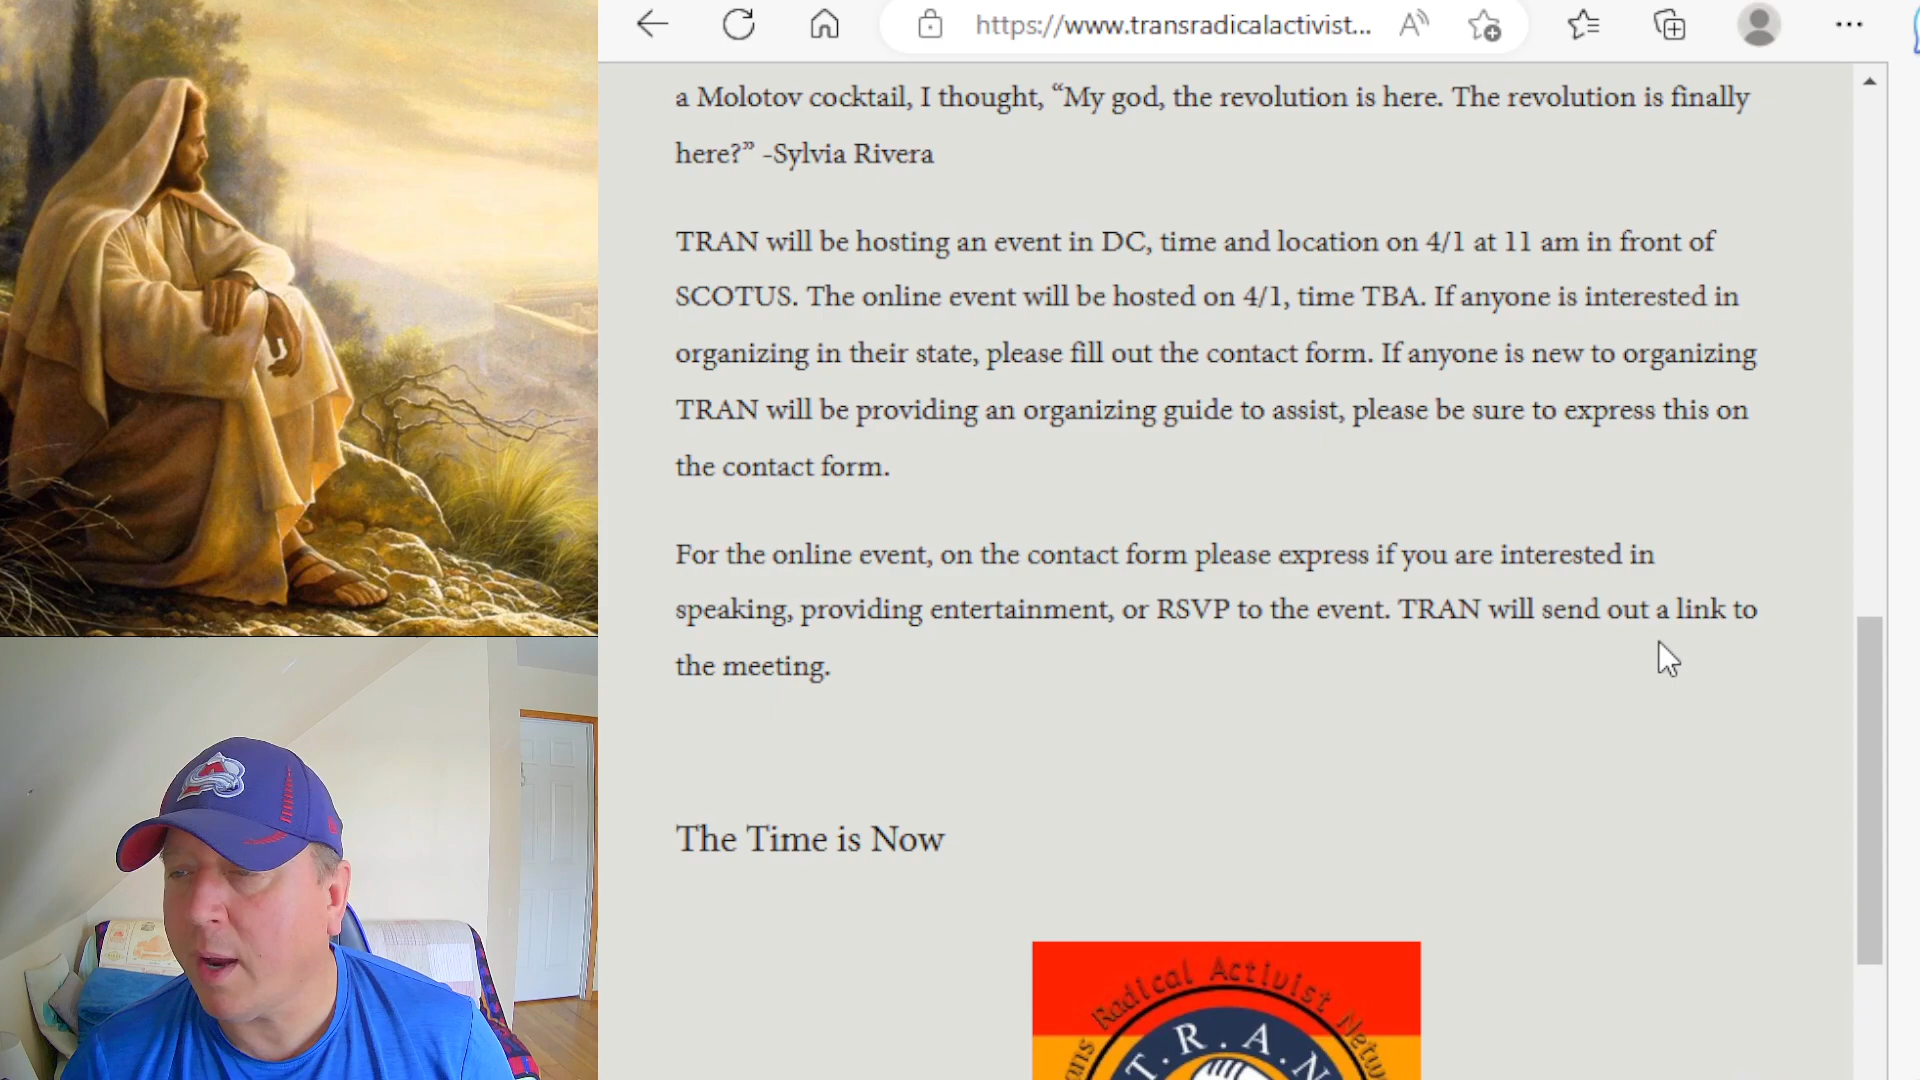 https://www.transradicalactivist...
a Molotov cocktail, I thought, “My god, the revolution is here. The revolution is finally
here?” -Sylvia Rivera
TRAN will be hosting an event in DC, time and location on 4/1 at 11 am in front of
SCOTUS. The online event will be hosted on 4/1, time TBA. If anyone is interested in
organizing in their state, please fill out the contact form. If anyone is new to organizing
TRAN will be providing an organizing guide to assist, please be sure to express this on
the contact form.
For the online event, on the contact form please express if you are interested in
speaking, providing entertainment, or RSVP to the event. TRAN will send out a link to
the meeting.
The Time is Now
Radical Activist
T.R.A.N